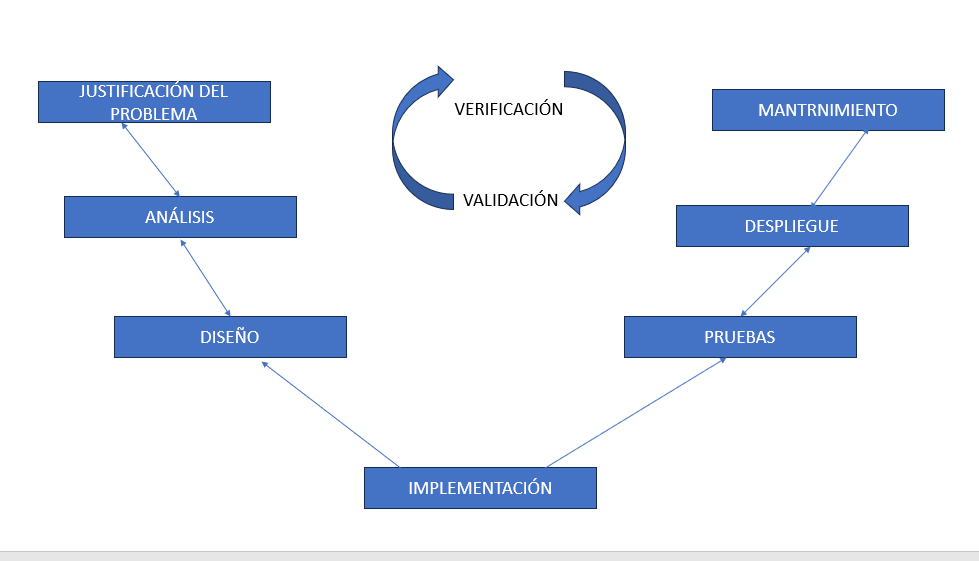 JUSTIFICACIÓN DEL
PROBLEMA
VERIFICACIÓN
MANTRNIMIENTO
ANÁLISIS
VALIDACIÓN
DESPLIEGUE
DISEÑO
PRUEBAS
IMPLEMENTACIÓN